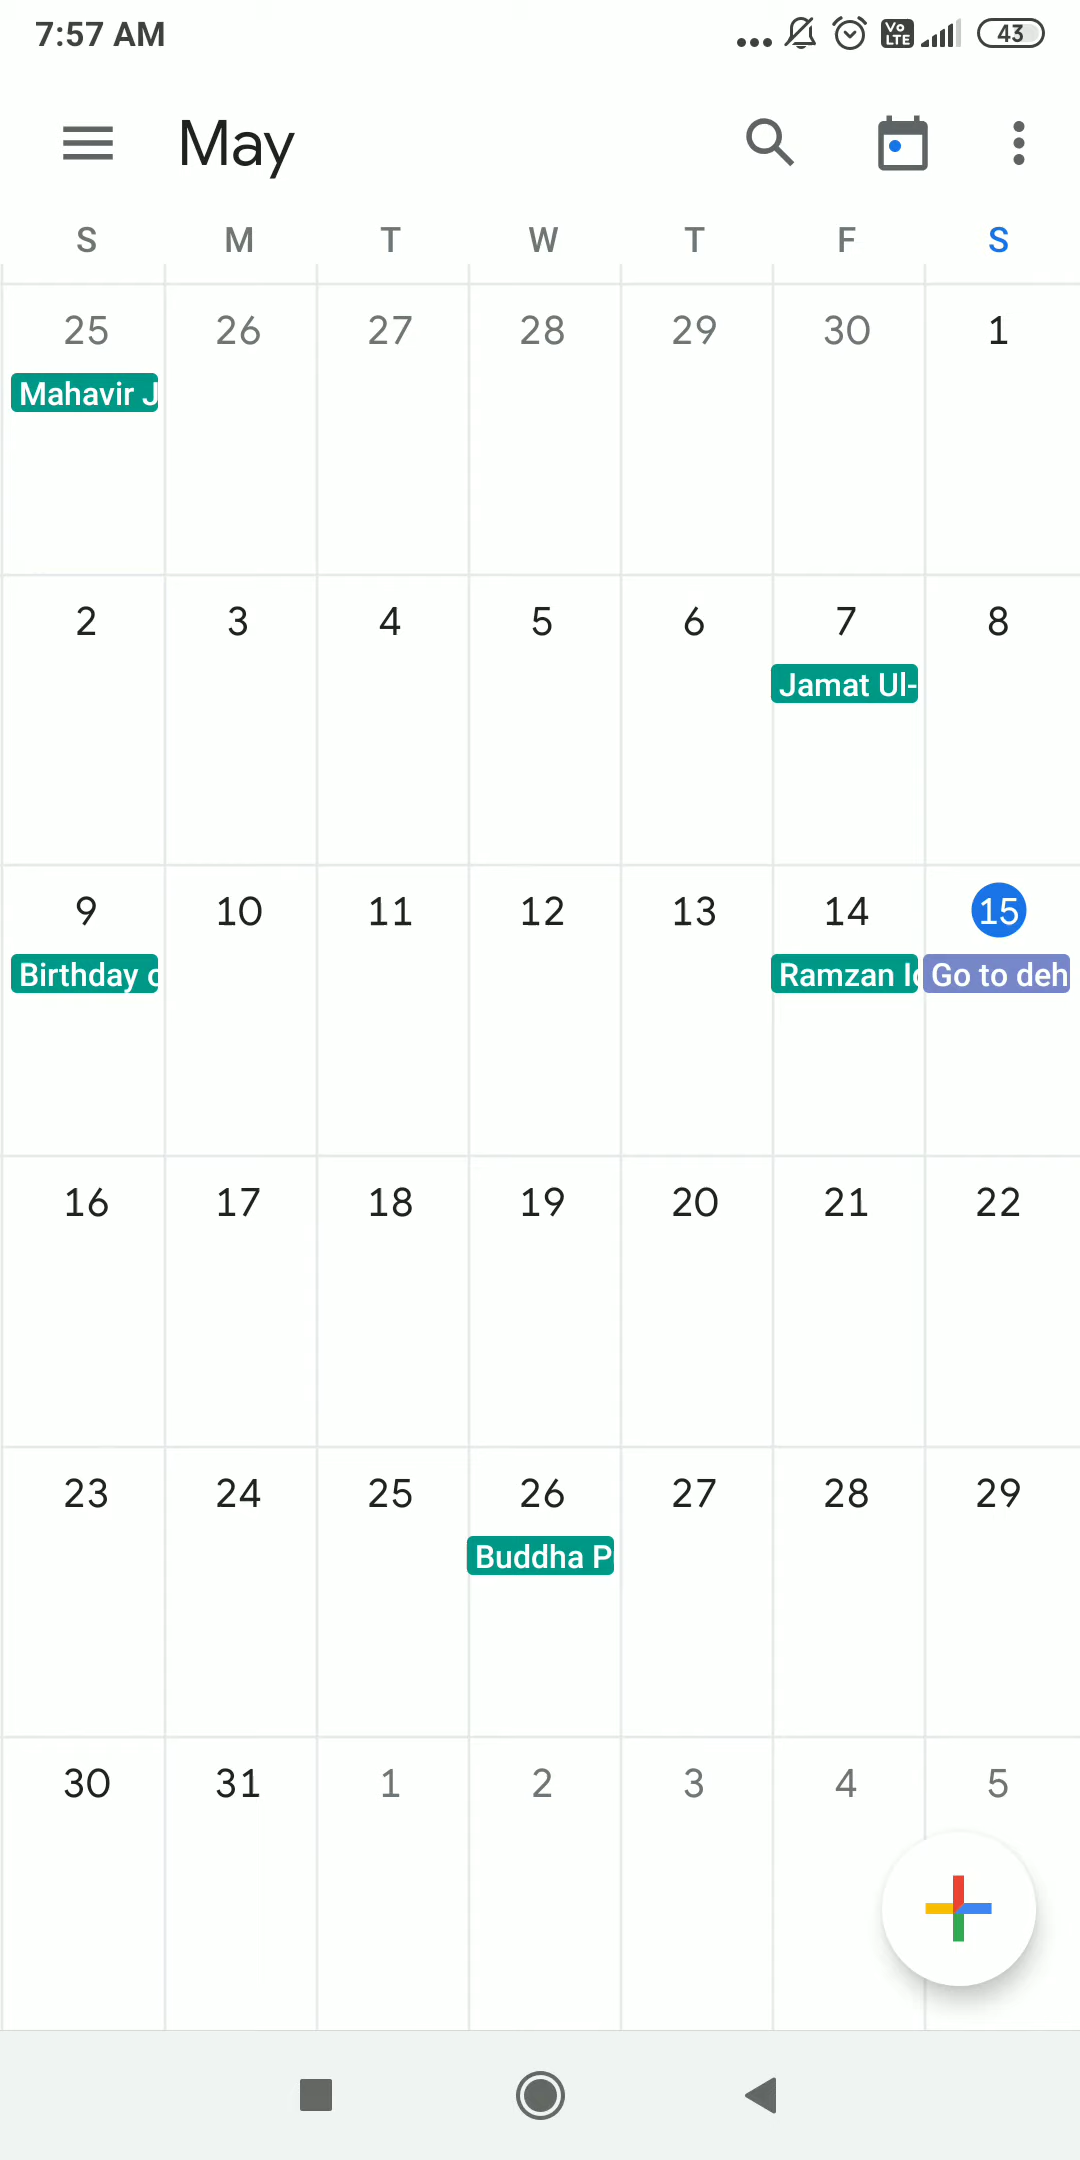 7:57 AM Vo LTE 43
May
S M T W T F S
25 26 27 28 29 30 1
Mahavir J
2 3 4 5 6 7 8
Jamat Ul-
9 10 11 12 13 14 15
Birthday Ramzan Go to deh
16 17 18 19 20 21 22
23 24 25 26 27 28 29
Buddha P
30 31 1 2 3 4 5